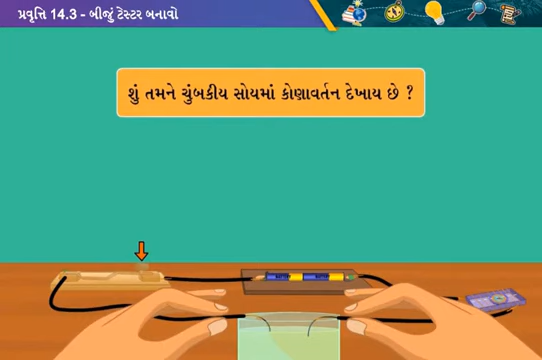 પ્રવૃત્તિ 14.3 - બીજું ટેસ્ટર બનાવો
શું તમને ચુંબકીય સોયમાં કોણાવર્તન દેખાય છે ?